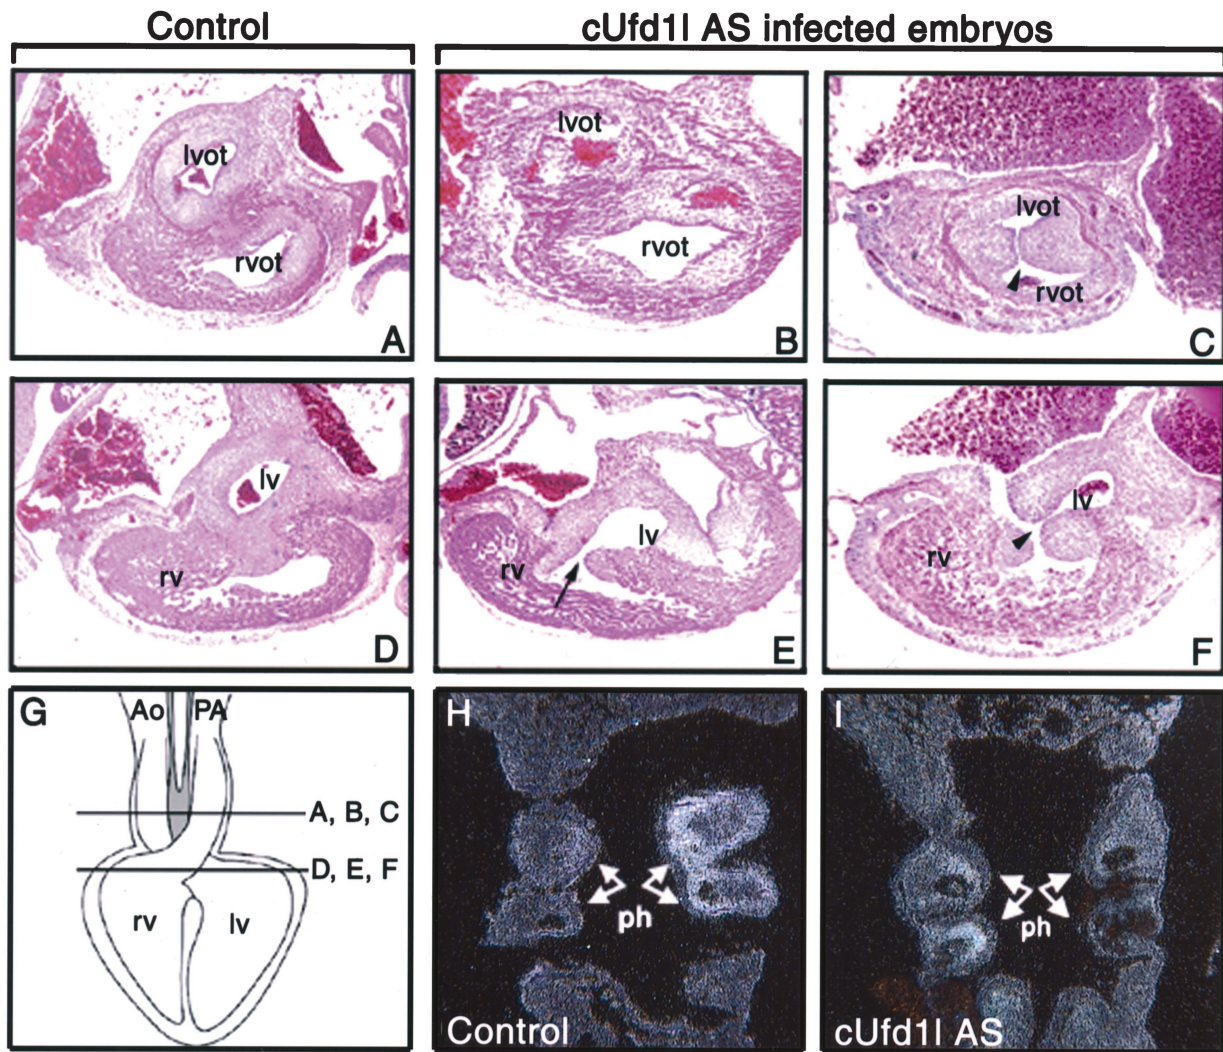 Control
cUfd1l AS infected embryos
lvot
rvot
A
lvot
rvot
B
lvot
rvot
C
lv
rv
D
lv
rv
E
lv
rv
F
G
Ao PA
A, B, C
D, E, F
rv lv
H
ph
Control
I
ph
cUfd1l AS